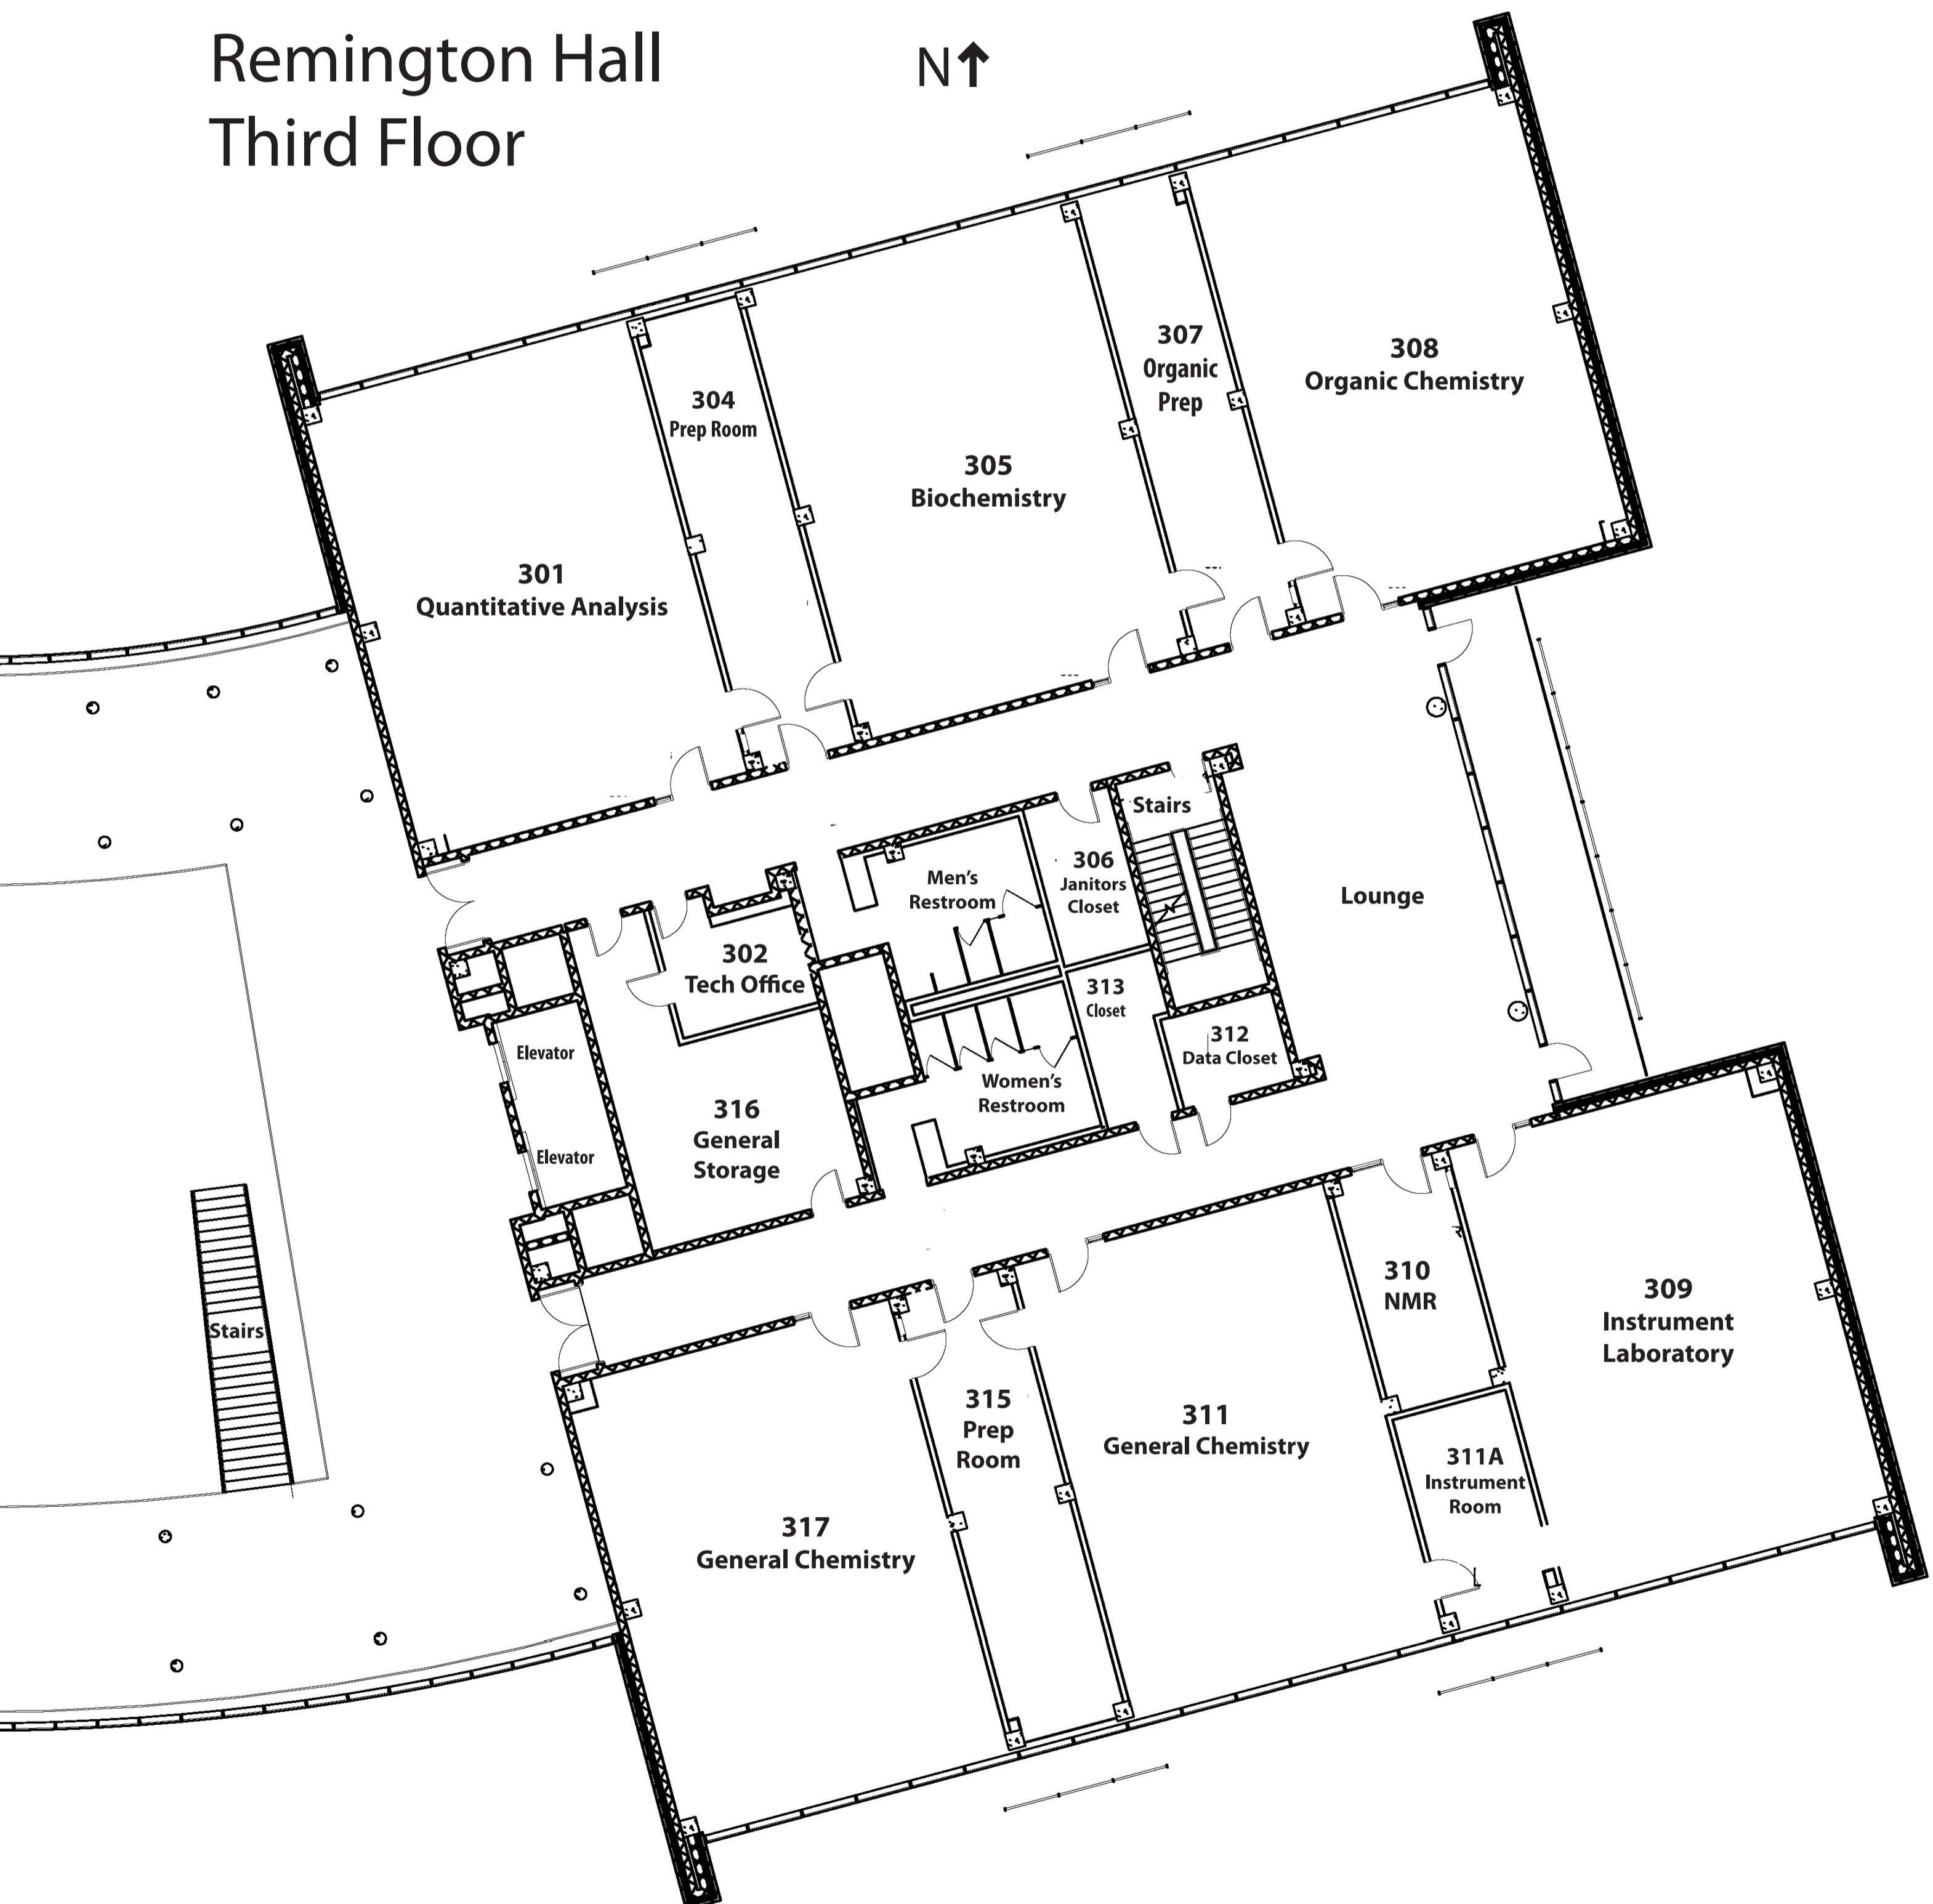 Remington Hall
Third Floor
N
307
Organic
Prep
308
Organic Chemistry
304
Prep Room
305
Biochemistry
301
Quantitative Analysis
Stairs
Men's
Restroom
306
Janitors
Closet
Lounge
302
Tech Office
313
Closet
312
Data Closet
Elevator
Women's
Restroom
316
General
Storage
Elevator
Stairs
310
NMR
309
Instrument
Laboratory
315
Prep
Room
311
General Chemistry
311A
Instrument
Room
317
General Chemistry